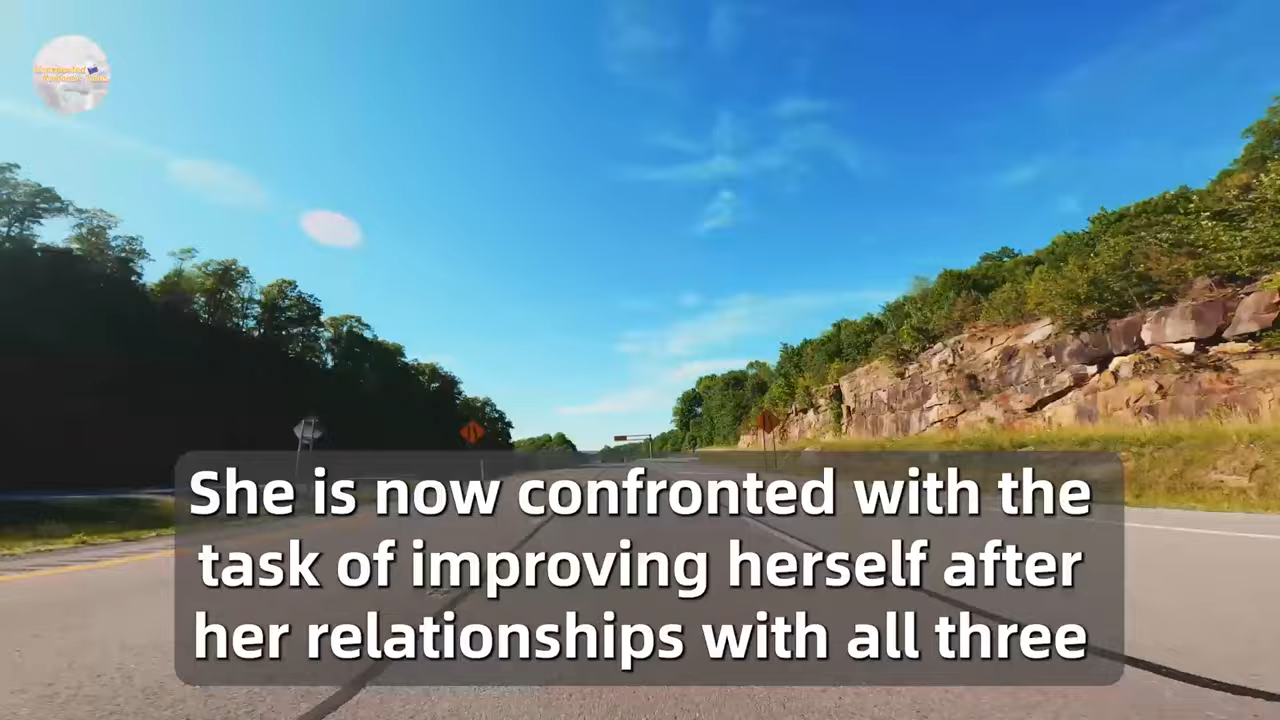 She is now confronted with the
task of improving herself after
her relationships with all three